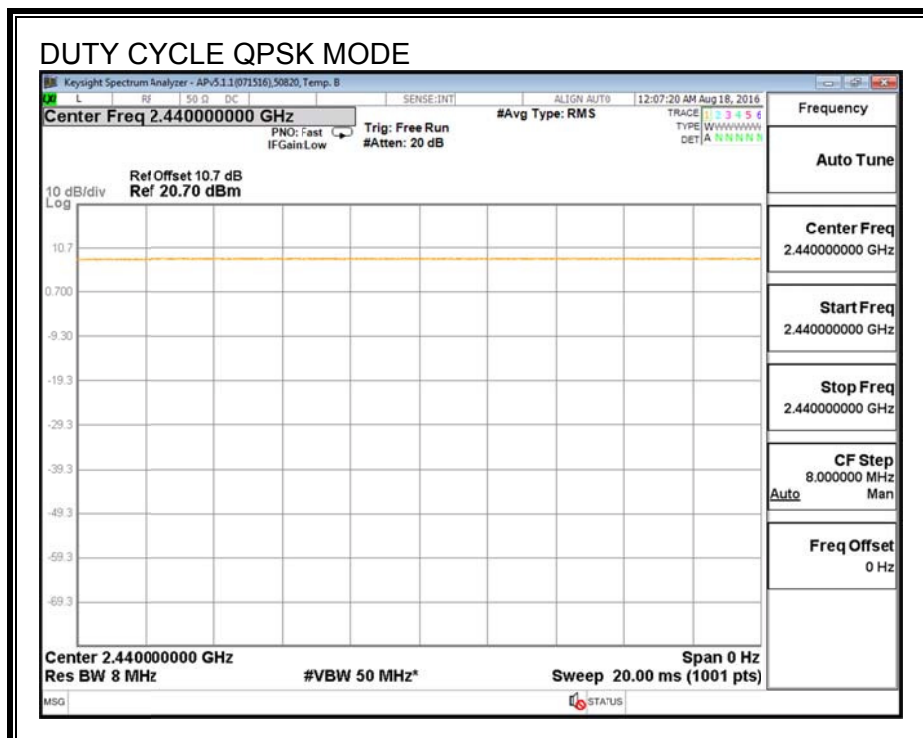 DUTY CYCLE QPSK MODE
Keysight Spectrum Analyzer - APv5.1.1(071516),50820, Temp. B
L RF 50 Ω DC SENSE:INT ALIGN AUTO 12:07:20 AM Aug 18, 2016
Center Freq 2.440000000 GHz
PNO: Fast
IFGain:Low
Trig: Free Run
#Atten: 20 dB
#Avg Type: RMS
TRACE 1 2 3 4 5 6
TYPE WWWWWW
DET A N N N N N
Ref Offset 10.7 dB
10 dB/div Ref 20.70 dBm
Log
10.7
0.700
-9.30
-19.3
-29.3
-39.3
-49.3
-59.3
-69.3
Center 2.440000000 GHz Span 0 Hz
Res BW 8 MHz #VBW 50 MHz* Sweep 20.00 ms (1001 pts)
MSG STATUS
Frequency
Auto Tune
Center Freq
2.440000000 GHz
Start Freq
2.440000000 GHz
Stop Freq
2.440000000 GHz
CF Step
8.000000 MHz
Auto Man
Freq Offset
0 Hz